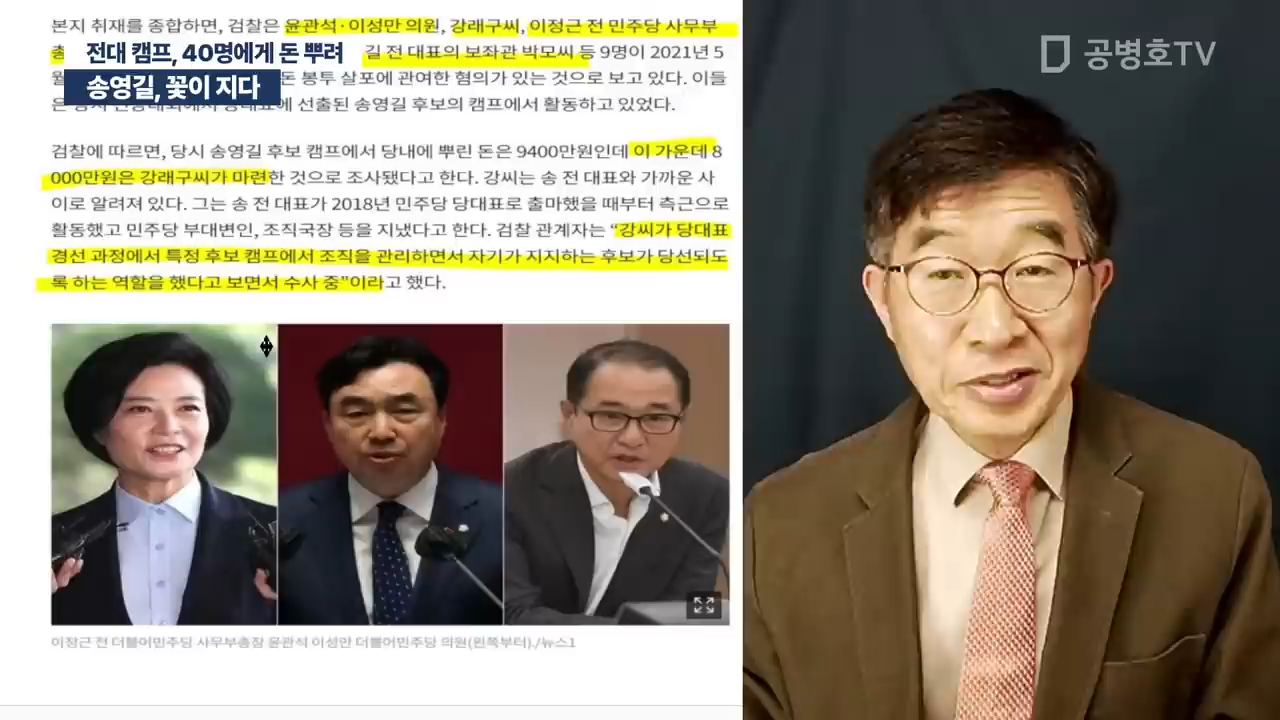 본지 취재를 종합하면, 검찰은 윤관석·이성만 의원, 강래구씨, 이정근 전 민주당 사무부
전대 캠프, 40명에게 돈 뿌려
길 전 대표의 보좌관 박모씨 등 9명이 2021년 5
송영길, 꽃이 지다
돈 봉투 살포에 관여한 혐의가 있는 것으로 보고 있다. 이들
에 선출된 송영길 후보의 캠프에서 활동하고 있었다.
검찰에 따르면, 당시 송영길 후보 캠프에서 당내에 뿌린 돈은 9400만원인데 이 가운데 8
000만원은 강래구씨가 마련한 것으로 조사됐다고 한다. 강씨는 송 전 대표와 가까운 사
이로 알려져 있다. 그는 송 전 대표가 2018년 민주당 당대표로 출마했을 때부터 측근으로
활동했고 민주당 부대변인, 조직국장 등을 지냈다고 한다. 검찰 관계자는 “강씨가 당대표
경선 과정에서 특정 후보 캠프에서 조직을 관리하면서 자기가 지지하는 후보가 당선되도
록 하는 역할을 했다고 보면서 수사 중”이라고 했다.
이정근 전 더불어민주당 사무부총장 윤관석 이성만 더불어민주당 의원(왼쪽부터)./뉴스1
공병호TV